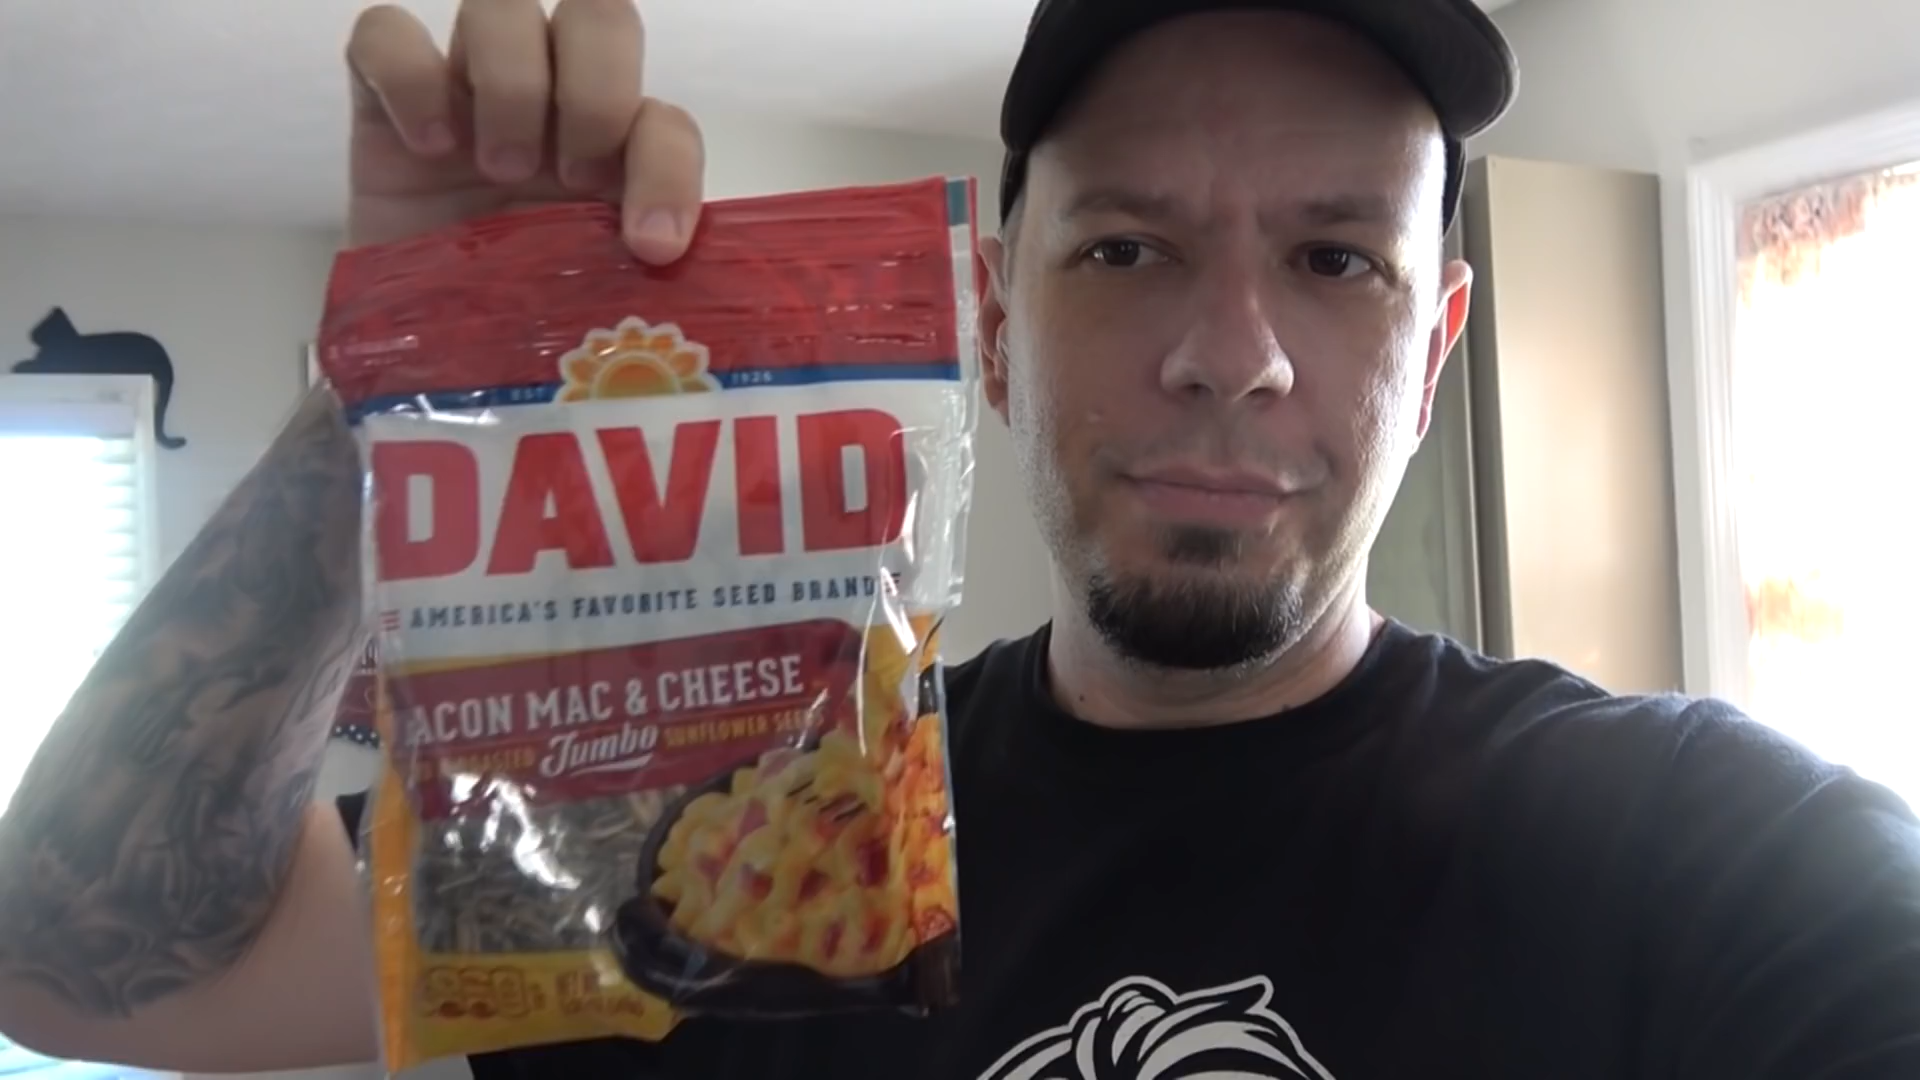 EST 1926
DAVID
AMERICA'S FAVORITE SEED BRAND
ACON MAC & CHEESE
Jumbo SUNFLOWER SEEDS